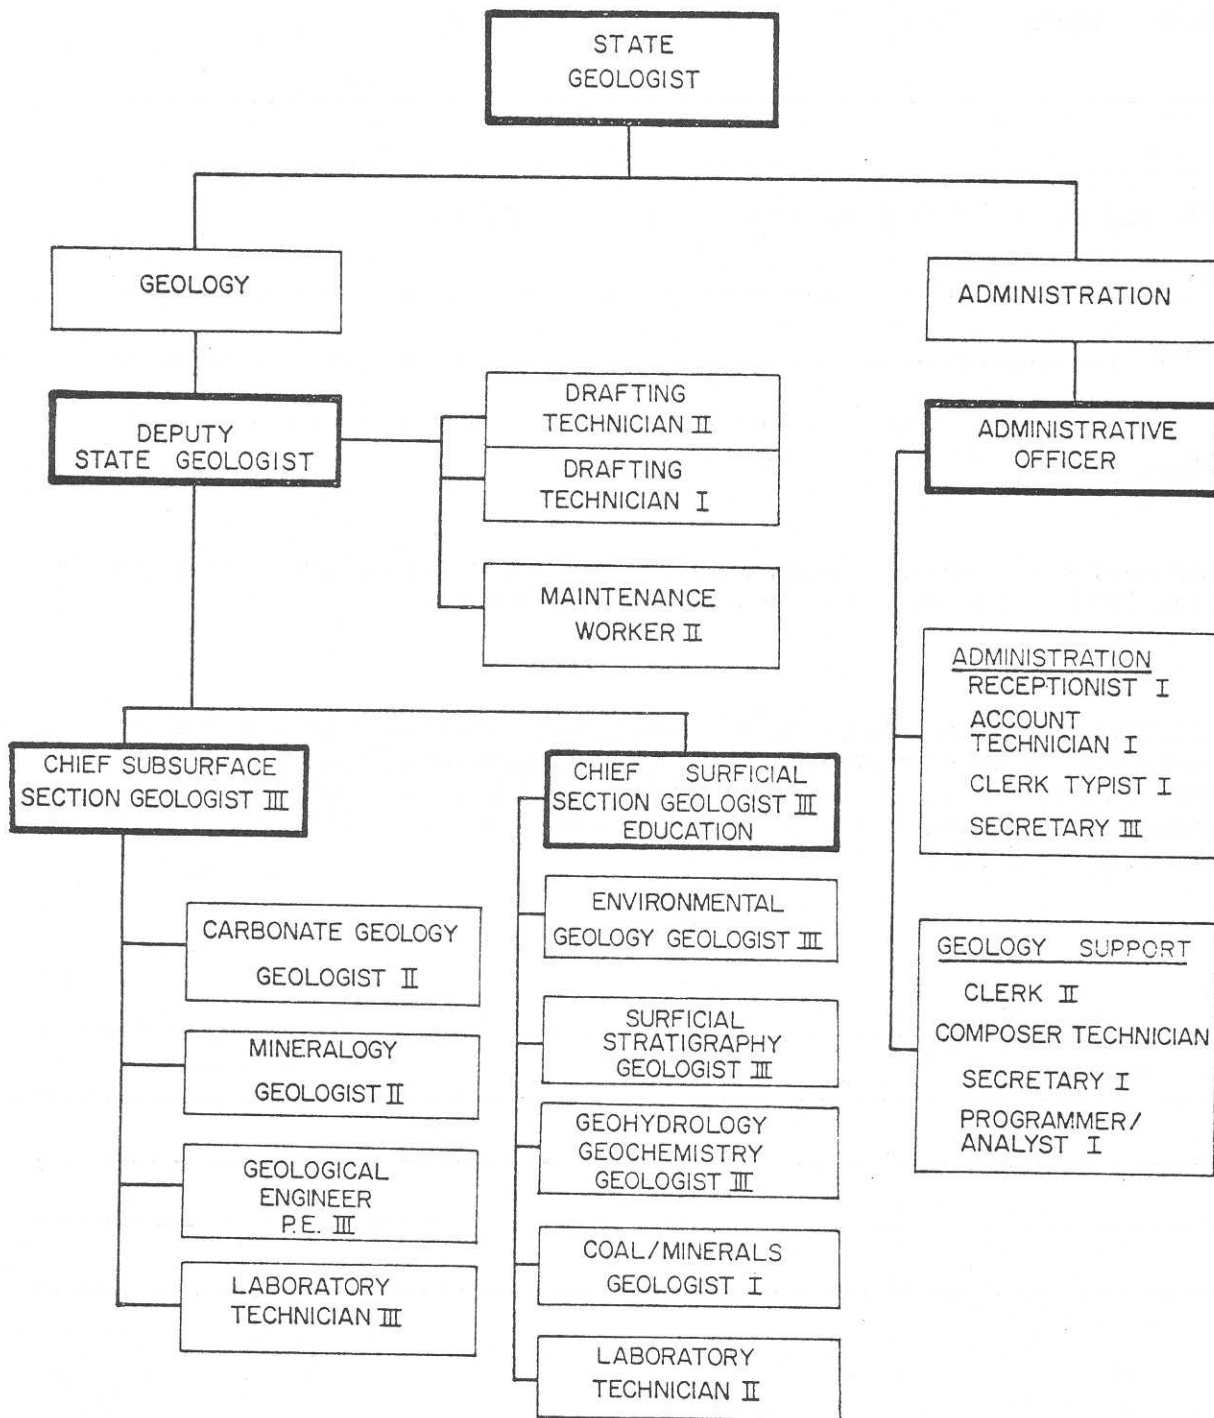 STATE
GEOLOGIST
GEOLOGY
ADMINISTRATION
DEPUTY
STATE GEOLOGIST
DRAFTING
TECHNICIAN II
DRAFTING
TECHNICIAN I
MAINTENANCE
WORKER II
ADMINISTRATIVE
OFFICER
ADMINISTRATION
RECEPTIONIST I
ACCOUNT
TECHNICIAN I
CLERK TYPIST I
SECRETARY III
GEOLOGY SUPPORT
CLERK II
COMPOSER TECHNICIAN
SECRETARY I
PROGRAMMER/
ANALYST I
CHIEF SUBSURFACE
SECTION GEOLOGIST III
CARBONATE GEOLOGY
GEOLOGIST II
MINERALOGY
GEOLOGIST II
GEOLOGICAL
ENGINEER
P.E. III
LABORATORY
TECHNICIAN III
CHIEF SURFICIAL
SECTION GEOLOGIST III
EDUCATION
ENVIRONMENTAL
GEOLOGY GEOLOGIST III
SURFICIAL
STRATIGRAPHY
GEOLOGIST III
GEOHYDROLOGY
GEOCHEMISTRY
GEOLOGIST III
COAL/MINERALS
GEOLOGIST I
LABORATORY
TECHNICIAN II